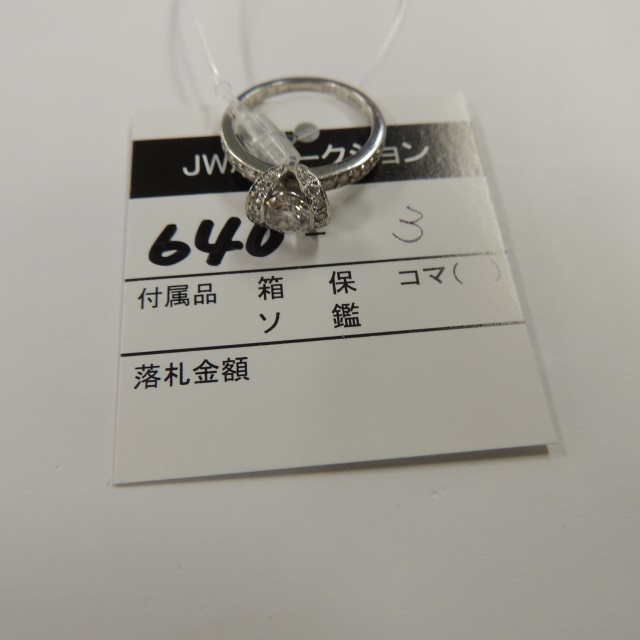 JW クション
640 - 3
付属品 箱 保 コマ( )
ソ 鑑
落札金額